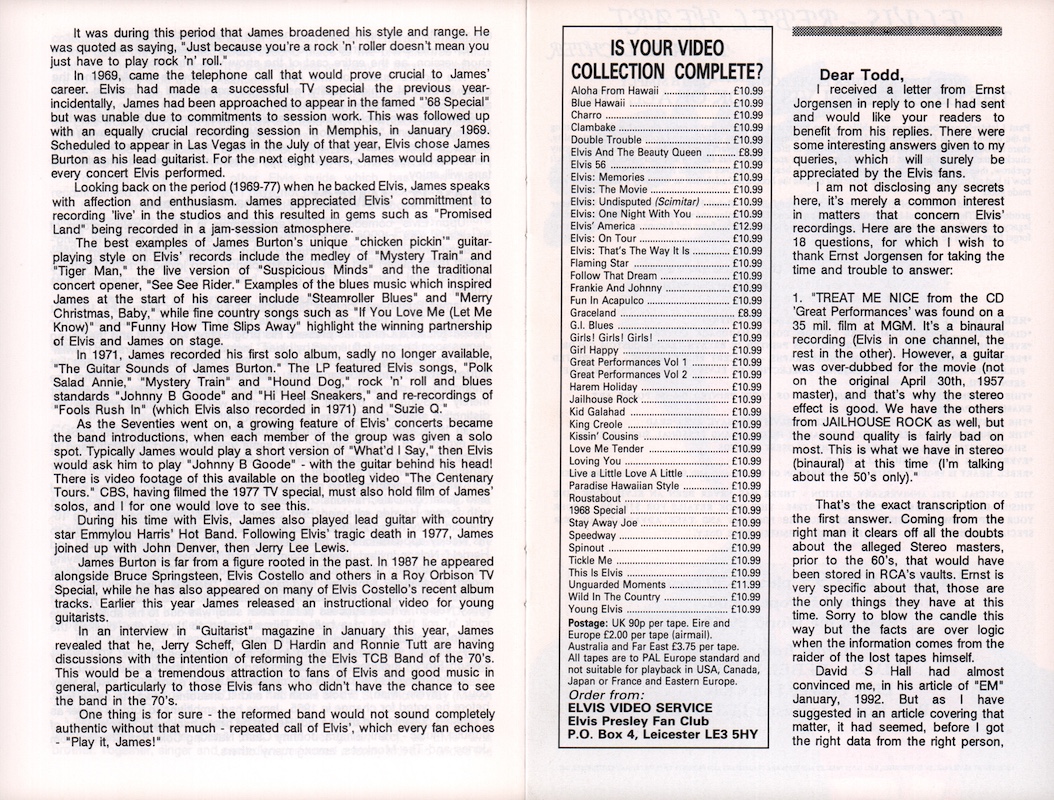 It was during this period that James broadened his style and range. He
was quoted as saying, "Just because you're a rock 'n' roller doesn't mean you
just have to play rock 'n' roll."
In 1969, came the telephone call that would prove crucial to James'
career. Elvis had made a successful TV special the previous year-
incidentally, James had been approached to appear in the famed "'68 Special"
but was unable due to commitments to session work. This was followed up
with an equally crucial recording session in Memphis, in January 1969.
Scheduled to appear in Las Vegas in the July of that year, Elvis chose James
Burton as his lead guitarist. For the next eight years, James would appear in
every concert Elvis performed.
Looking back on the period (1969-77) when he backed Elvis, James speaks
with affection and enthusiasm. James appreciated Elvis' committment to
recording 'live' in the studios and this resulted in gems such as "Promised
Land" being recorded in a jam-session atmosphere.
The best examples of James Burton's unique "chicken pickin'" guitar-
playing style on Elvis' records include the medley of "Mystery Train" and
"Tiger Man," the live version of "Suspicious Minds" and the traditional
concert opener, "See See Rider." Examples of the blues music which inspired
James at the start of his career include "Steamroller Blues" and "Merry
Christmas, Baby," while fine country songs such as "If You Love Me (Let Me
Know)" and "Funny How Time Slips Away" highlight the winning partnership
of Elvis and James on stage.
In 1971, James recorded his first solo album, sadly no longer available,
"The Guitar Sounds of James Burton." The LP featured Elvis songs, "Polk
Salad Annie," "Mystery Train" and "Hound Dog," rock 'n' roll and blues
standards "Johnny B Goode" and "Hi Heel Sneakers," and re-recordings of
"Fools Rush In" (which Elvis also recorded in 1971) and "Suzie Q."
As the Seventies went on, a growing feature of Elvis' concerts became
the band introductions, when each member of the group was given a solo
spot. Typically James would play a short version of "What'd I Say," then Elvis
would ask him to play "Johnny B Goode" - with the guitar behind his head!
There is video footage of this available on the bootleg video "The Centenary
Tours." CBS, having filmed the 1977 TV special, must also hold film of James'
solos, and I for one would love to see this.
During his time with Elvis, James also played lead guitar with country
star Emmylou Harris' Hot Band. Following Elvis' tragic death in 1977, James
joined up with John Denver, then Jerry Lee Lewis.
James Burton is far from a figure rooted in the past. In 1987 he appeared
alongside Bruce Springsteen, Elvis Costello and others in a Roy Orbison TV
Special, while he has also appeared on many of Elvis Costello's recent album
tracks. Earlier this year James released an instructional video for young
guitarists.
In an interview in "Guitarist" magazine in January this year, James
revealed that he, Jerry Scheff, Glen D Hardin and Ronnie Tutt are having
discussions with the intention of reforming the Elvis TCB Band of the 70's.
This would be a tremendous attraction to fans of Elvis and good music in
general, particularly to those Elvis fans who didn't have the chance to see
the band in the 70's.
One thing is for sure - the reformed band would not sound completely
authentic without that much - repeated call of Elvis', which every fan echoes
- "Play it, James!"
IS YOUR VIDEO
COLLECTION COMPLETE?
Aloha From Hawaii .................... £10.99
Blue Hawaii .................... £10.99
Charro .................... £10.99
Clambake .................... £10.99
Double Trouble .................... £10.99
Elvis And The Beauty Queen .......... £8.99
Elvis 56 .................... £10.99
Elvis: Memories .................... £10.99
Elvis: The Movie .................... £10.99
Elvis: Undisputed (Scimitar) ......... £10.99
Elvis: One Night With You ............ £10.99
Elvis' America .................... £12.99
Elvis: On Tour .................... £10.99
Elvis: That's The Way It Is ............. £10.99
Flaming Star .................... £10.99
Follow That Dream .................... £10.99
Frankie And Johnny .................... £10.99
Fun In Acapulco .................... £10.99
Graceland .................... £8.99
G.I. Blues .................... £10.99
Girls! Girls! Girls! .................... £10.99
Girl Happy .................... £10.99
Great Performances Vol 1 ............. £10.99
Great Performances Vol 2 ............. £10.99
Harem Holiday .................... £10.99
Jailhouse Rock .................... £10.99
Kid Galahad .................... £10.99
King Creole .................... £10.99
Kissin' Cousins .................... £10.99
Love Me Tender .................... £10.99
Loving You .................... £10.99
Live a Little Love A Little .............. £10.99
Paradise Hawaiian Style .............. £10.99
Roustabout .................... £10.99
1968 Special .................... £10.99
Stay Away Joe .................... £10.99
Speedway .................... £10.99
Spinout .................... £10.99
Tickle Me .................... £10.99
This Is Elvis .................... £10.99
Unguarded Moments .................... £11.99
Wild In The Country .................... £10.99
Young Elvis .................... £10.99
Postage: UK 90p per tape. Eire and
Europe £2.00 per tape (airmail).
Australia and Far East £3.75 per tape.
All tapes are to PAL Europe standard and
not suitable for playback in USA, Canada,
Japan or France and Eastern Europe.
Order from:
ELVIS VIDEO SERVICE
Elvis Presley Fan Club
P.O. Box 4, Leicester LE3 5HY
Dear Todd,
I received a letter from Ernst
Jorgensen in reply to one I had sent
and would like your readers to
benefit from his replies. There were
some interesting answers given to my
queries, which will surely be
appreciated by the Elvis fans.
I am not disclosing any secrets
here, it's merely a common interest
in matters that concern Elvis'
recordings. Here are the answers to
18 questions, for which I wish to
thank Ernst Jorgensen for taking the
time and trouble to answer:
1. "TREAT ME NICE from the CD
'Great Performances' was found on a
35 mil. film at MGM. It's a binaural
recording (Elvis in one channel, the
rest in the other). However, a guitar
was over-dubbed for the movie (not
on the original April 30th, 1957
master), and that's why the stereo
effect is good. We have the others
from JAILHOUSE ROCK as well, but
the sound quality is fairly bad on
most. This is what we have in stereo
(binaural) at this time (I'm talking
about the 50's only)."
That's the exact transcription of
the first answer. Coming from the
right man it clears off all the doubts
about the alleged Stereo masters,
prior to the 60's, that would have
been stored in RCA's vaults. Ernst is
very specific about that, those are
the only things they have at this
time. Sorry to blow the candle this
way but the facts are over logic
when the information comes from the
raider of the lost tapes himself.
David S Hall had almost
convinced me, in his article of "EM"
January, 1992. But as I have
suggested in an article covering that
matter, it had seemed, before I got
the right data from the right person,